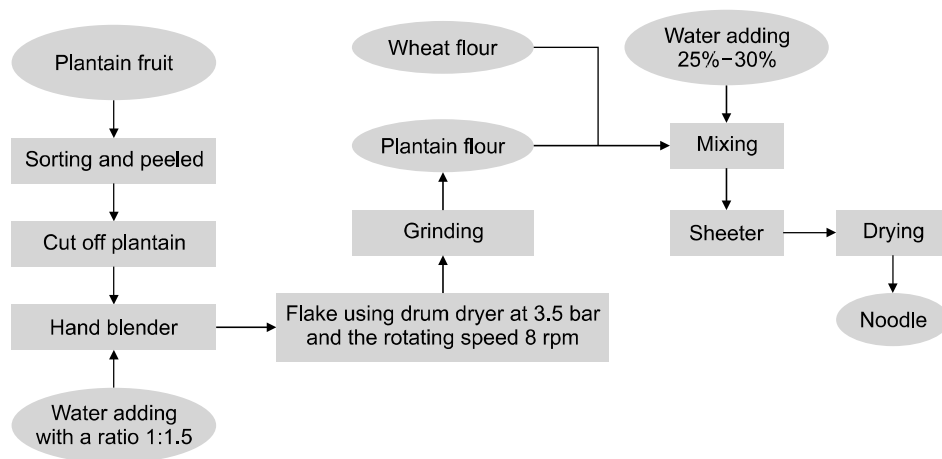 Plantain fruit
Sorting and peeled
Cut off plantain
Hand blender
Water adding
with a ratio 1:1.5
Flake using drum dryer at 3.5 bar
and the rotating speed 8 rpm
Grinding
Plantain flour
Wheat flour
Water adding
25%−30%
Mixing
Sheeter
Drying
Noodle